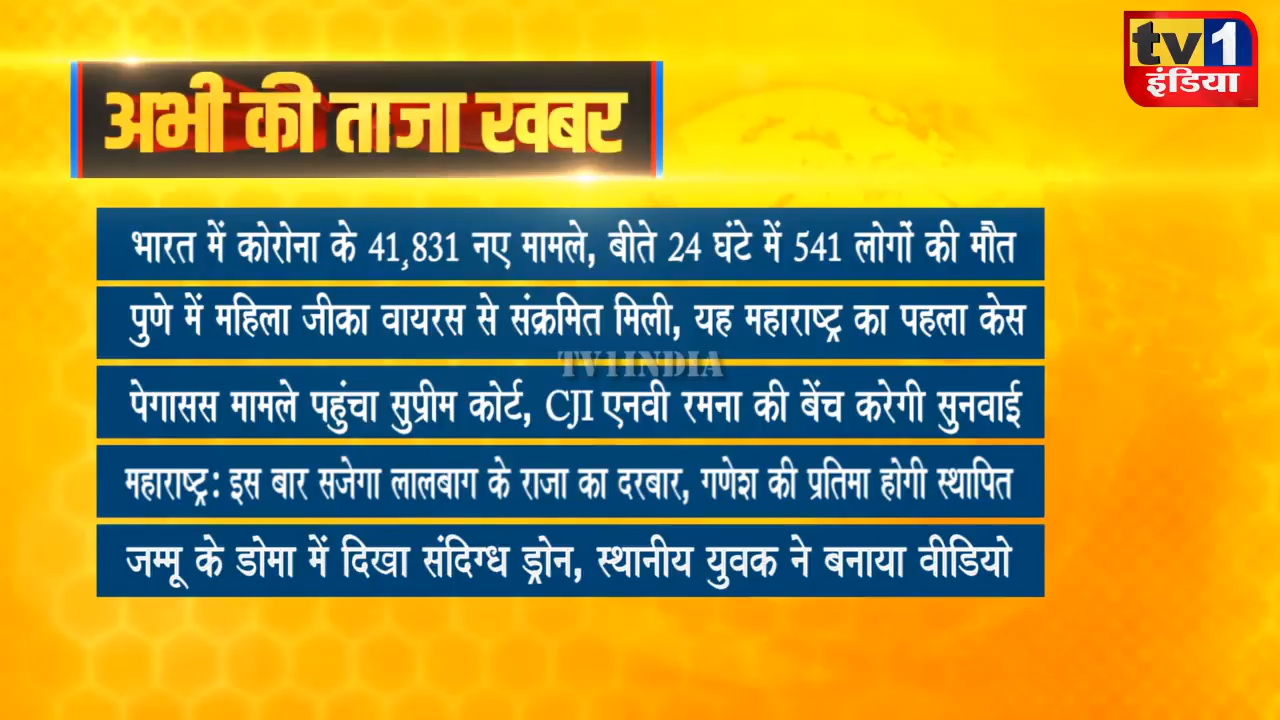 tv1
इंडिया
अभी की ताजा खबर
भारत में कोरोना के 41,831 नए मामले, बीते 24 घंटे में 541 लोगों की मौत
पुणे में महिला जीका वायरस से संक्रमित मिली, यह महाराष्ट्र का पहला केस
TV1INDIA
पेगासस मामले पहुंचा सुप्रीम कोर्ट, CJI एनवी रमना की बेंच करेगी सुनवाई
महाराष्ट्र: इस बार सजेगा लालबाग के राजा का दरबार, गणेश की प्रतिमा होगी स्थापित
जम्मू के डोमा में दिखा संदिग्ध ड्रोन, स्थानीय युवक ने बनाया वीडियो